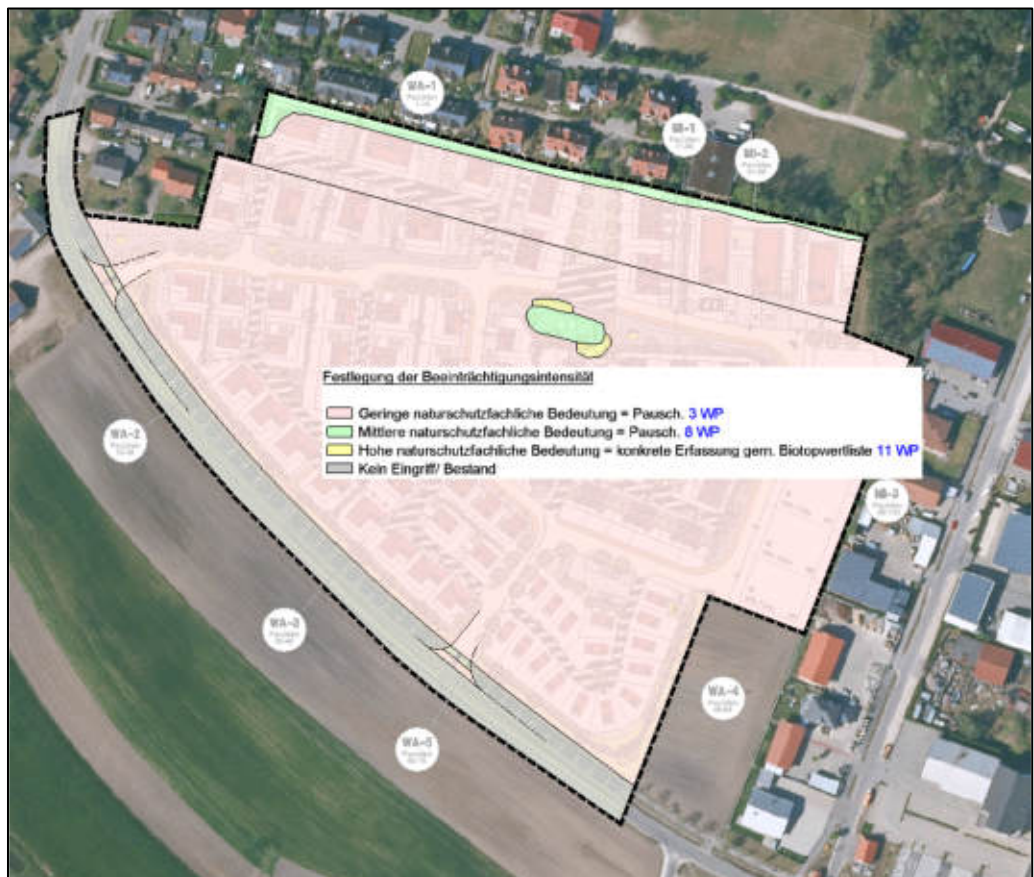 WA-1
MI-1
MI-2
Festlegung der Beeinträchtigungsintensität
Geringe naturschutzfachliche Bedeutung = Pausch. 3 WP
Mittlere naturschutzfachliche Bedeutung = Pausch. 8 WP
Hohe naturschutzfachliche Bedeutung = konkrete Erfassung gem. Biotopwertliste 11 WP
Kein Eingriff/ Bestand
WA-2
MI-3
WA-3
WA-4
WA-5